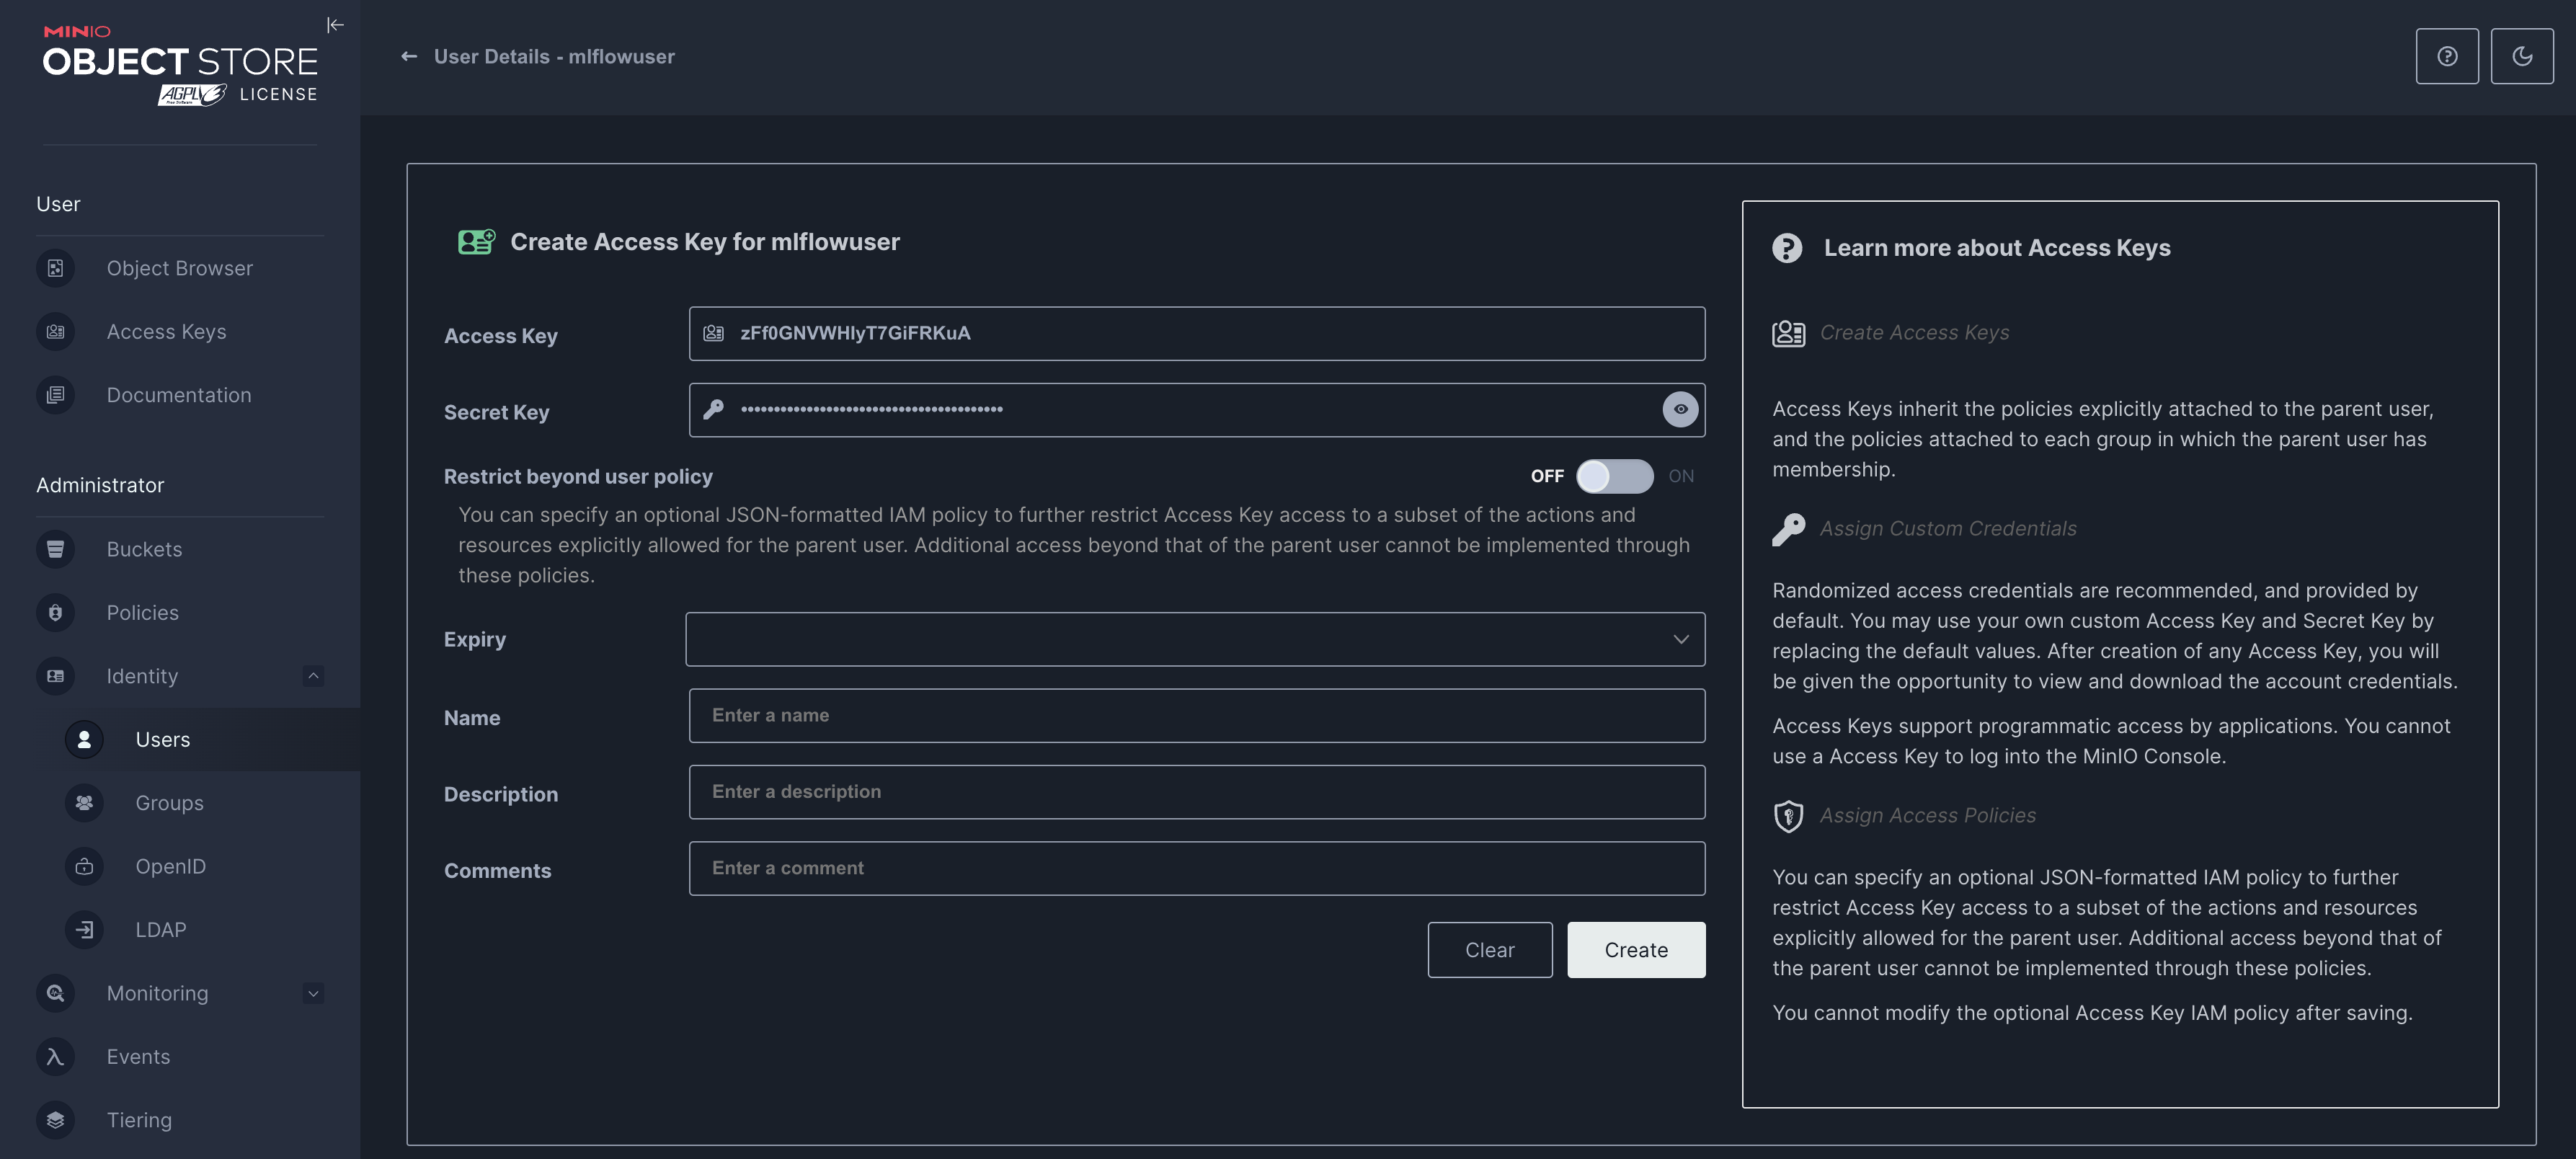 MINIO
OBJECT STORE
AGPL v3 LICENSE
Free Software
User
Object Browser
Access Keys
Documentation
Administrator
Buckets
Policies
Identity
Users
Groups
OpenID
LDAP
Monitoring
Events
Tiering
User Details - mlflowuser
Create Access Key for mlflowuser
Access Key
zFf0GNVWHlyT7GiFRKuA
Secret Key
••••••••••••••••••••••••••••••••••••••••
Restrict beyond user policy
OFF ON
You can specify an optional JSON-formatted IAM policy to further restrict Access Key access to a subset of the actions and
resources explicitly allowed for the parent user. Additional access beyond that of the parent user cannot be implemented through
these policies.
Expiry
Name
Enter a name
Description
Enter a description
Comments
Enter a comment
Clear
Create
Learn more about Access Keys
Create Access Keys
Access Keys inherit the policies explicitly attached to the parent user,
and the policies attached to each group in which the parent user has
membership.
Assign Custom Credentials
Randomized access credentials are recommended, and provided by
default. You may use your own custom Access Key and Secret Key by
replacing the default values. After creation of any Access Key, you will
be given the opportunity to view and download the account credentials.
Access Keys support programmatic access by applications. You cannot
use a Access Key to log into the MinIO Console.
Assign Access Policies
You can specify an optional JSON-formatted IAM policy to further
restrict Access Key access to a subset of the actions and resources
explicitly allowed for the parent user. Additional access beyond that of
the parent user cannot be implemented through these policies.
You cannot modify the optional Access Key IAM policy after saving.